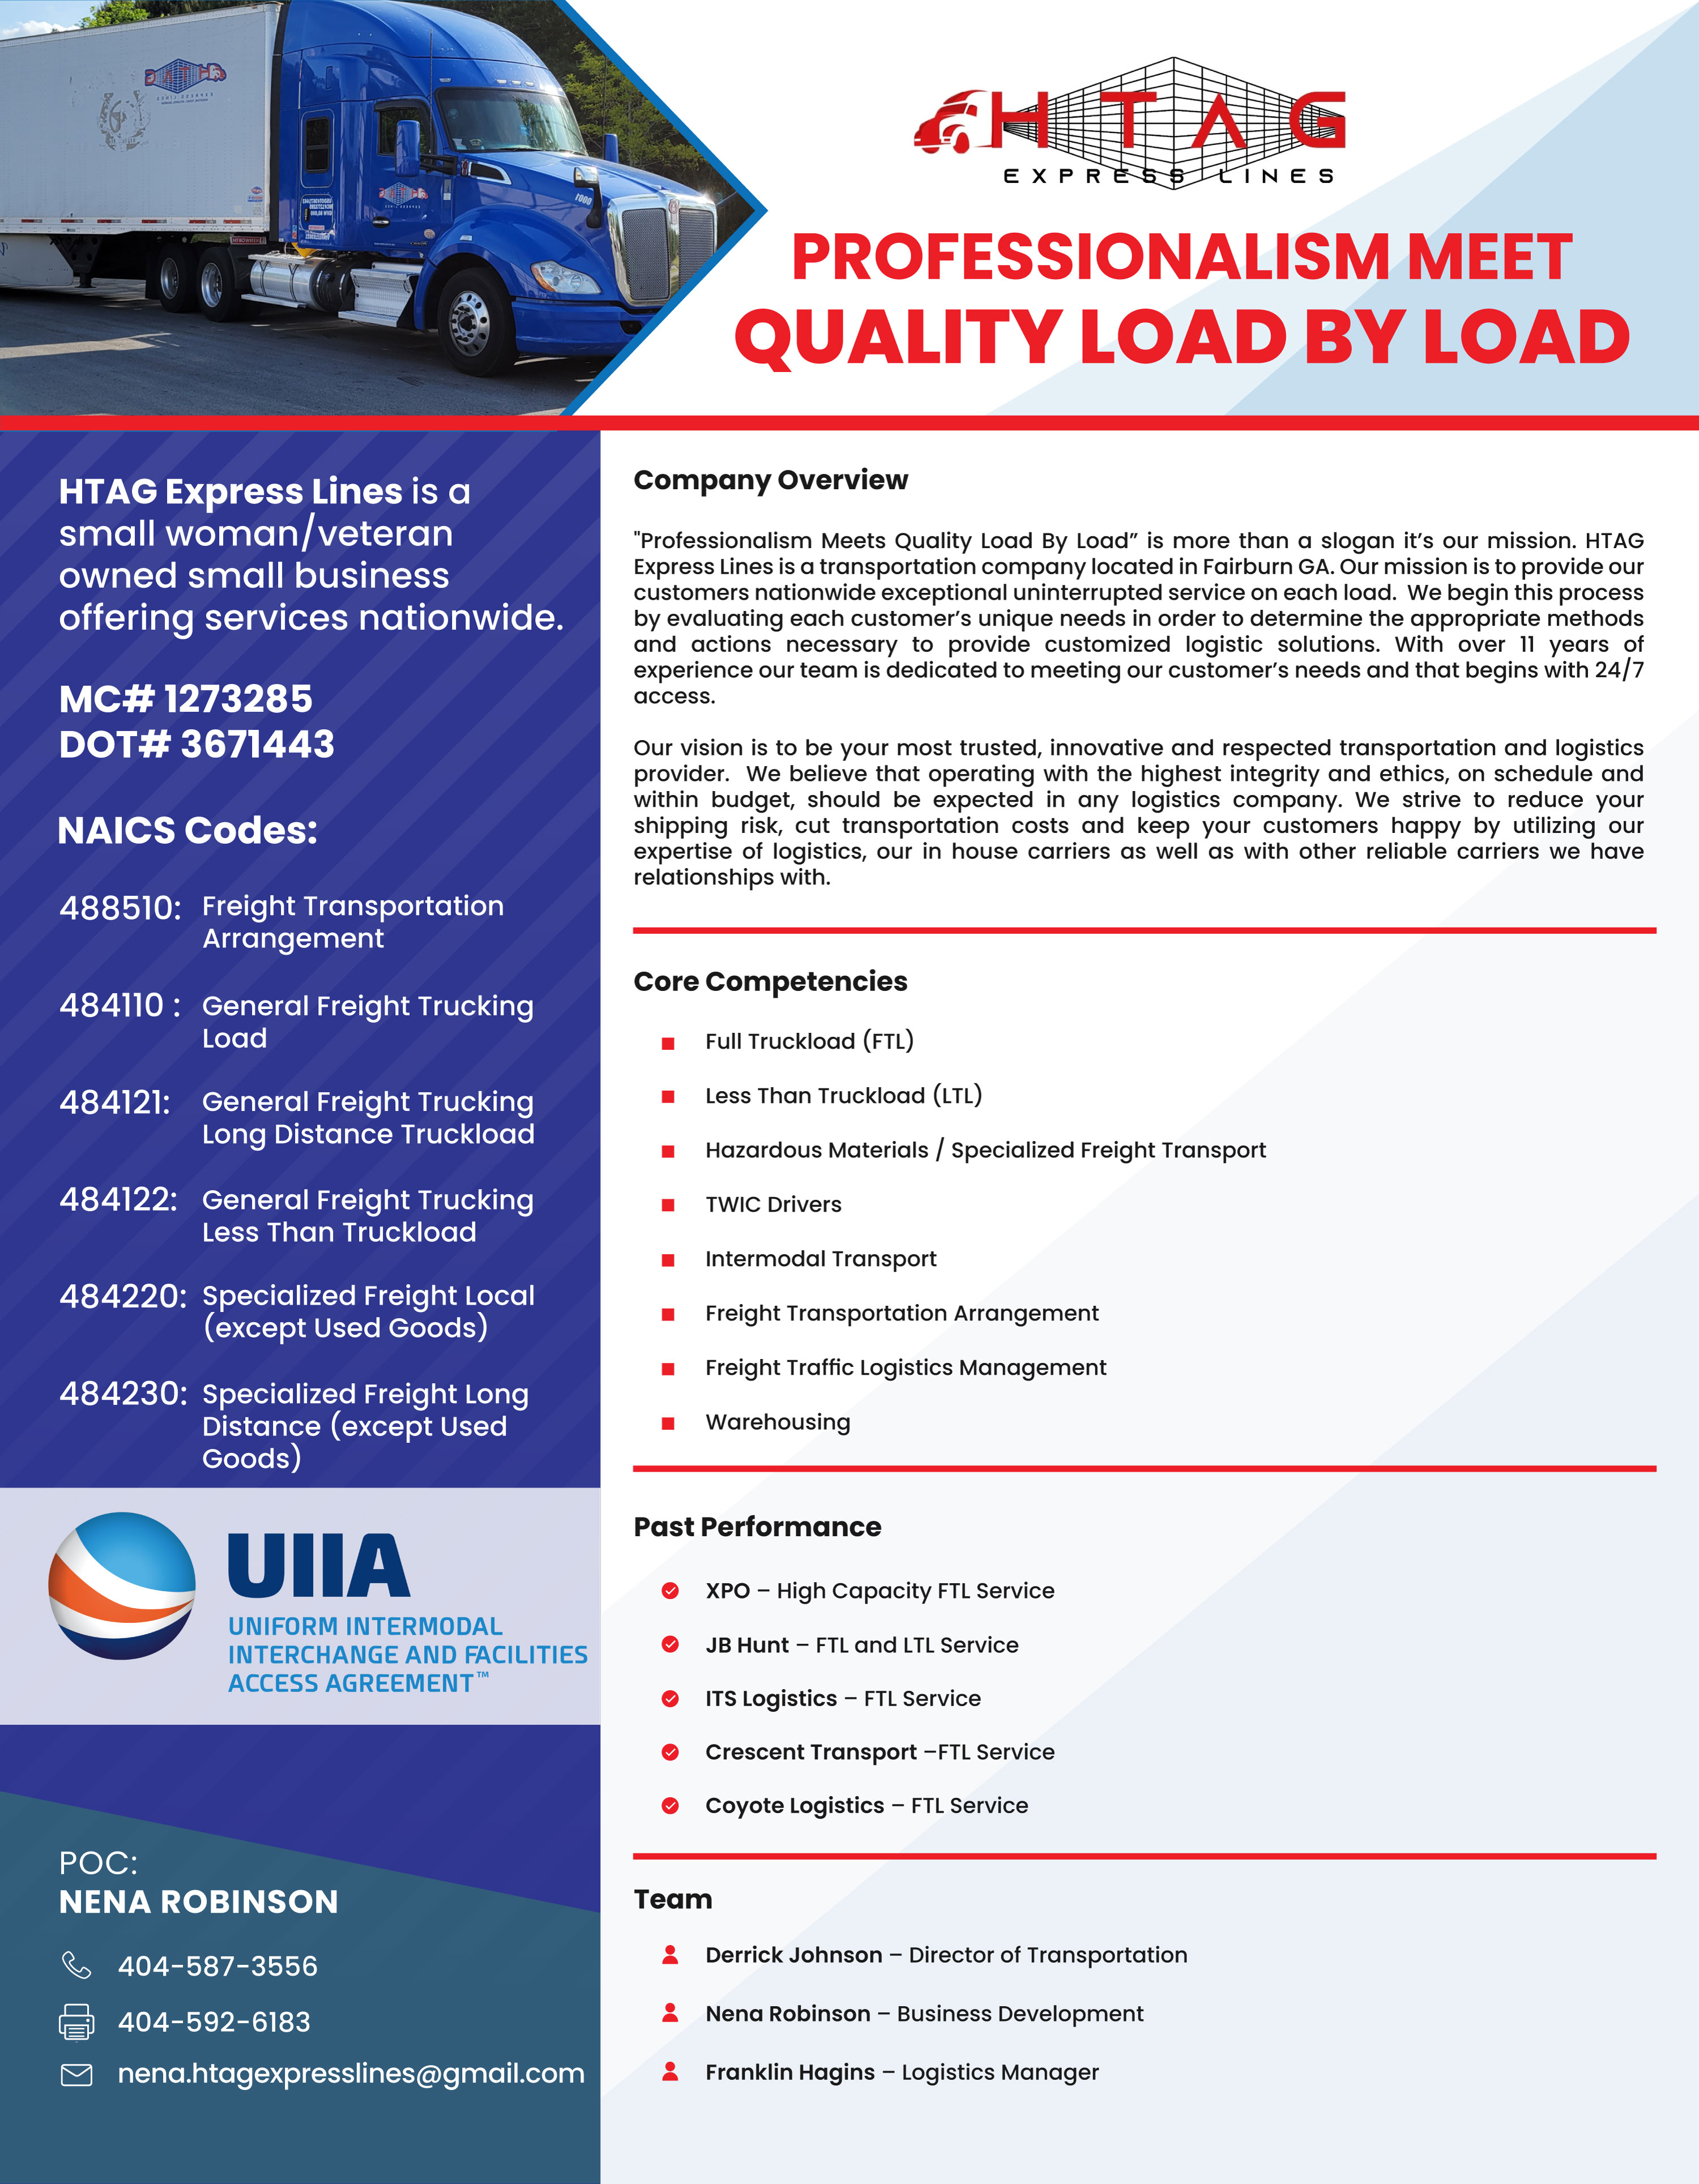 HTAG
EXPRESS LINES
PROFESSIONALISM MEET
QUALITY LOAD BY LOAD
1000
HTAG Express Lines is a
small woman/veteran
owned small business
offering services nationwide.
MC# 1273285
DOT# 3671443
NAICS Codes:
488510: Freight Transportation
Arrangement
484110 : General Freight Trucking
Load
484121: General Freight Trucking
Long Distance Truckload
484122: General Freight Trucking
Less Than Truckload
484220: Specialized Freight Local
(except Used Goods)
484230: Specialized Freight Long
Distance (except Used
Goods)
UIIA
UNIFORM INTERMODAL
INTERCHANGE AND FACILITIES
ACCESS AGREEMENT™
POC:
NENA ROBINSON
404-587-3556
404-592-6183
nena.htagexpresslines@gmail.com
Company Overview
"Professionalism Meets Quality Load By Load” is more than a slogan it’s our mission. HTAG
Express Lines is a transportation company located in Fairburn GA. Our mission is to provide our
customers nationwide exceptional uninterrupted service on each load. We begin this process
by evaluating each customer’s unique needs in order to determine the appropriate methods
and actions necessary to provide customized logistic solutions. With over 11 years of
experience our team is dedicated to meeting our customer’s needs and that begins with 24/7
access.
Our vision is to be your most trusted, innovative and respected transportation and logistics
provider. We believe that operating with the highest integrity and ethics, on schedule and
within budget, should be expected in any logistics company. We strive to reduce your
shipping risk, cut transportation costs and keep your customers happy by utilizing our
expertise of logistics, our in house carriers as well as with other reliable carriers we have
relationships with.
Core Competencies
Full Truckload (FTL)
Less Than Truckload (LTL)
Hazardous Materials / Specialized Freight Transport
TWIC Drivers
Intermodal Transport
Freight Transportation Arrangement
Freight Traffic Logistics Management
Warehousing
Past Performance
XPO – High Capacity FTL Service
JB Hunt – FTL and LTL Service
ITS Logistics – FTL Service
Crescent Transport –FTL Service
Coyote Logistics – FTL Service
Team
Derrick Johnson – Director of Transportation
Nena Robinson – Business Development
Franklin Hagins – Logistics Manager